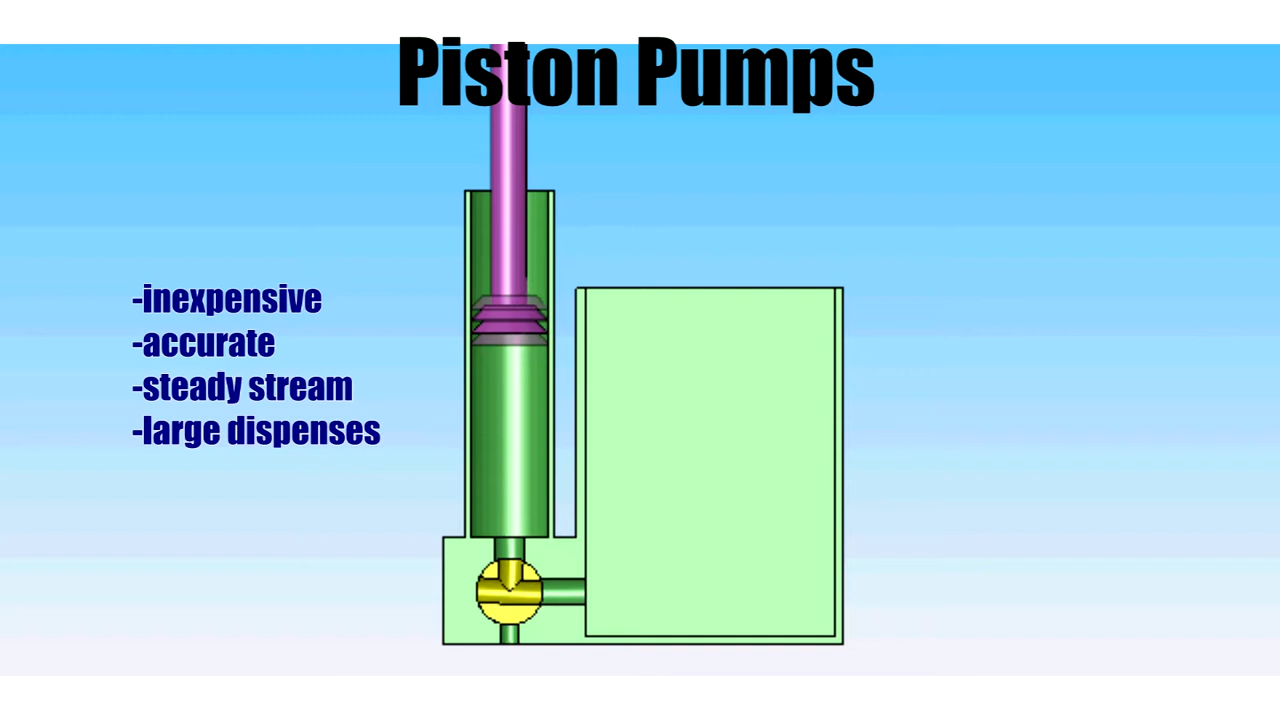 Piston Pumps
-inexpensive
-accurate
-steady stream
-large dispenses